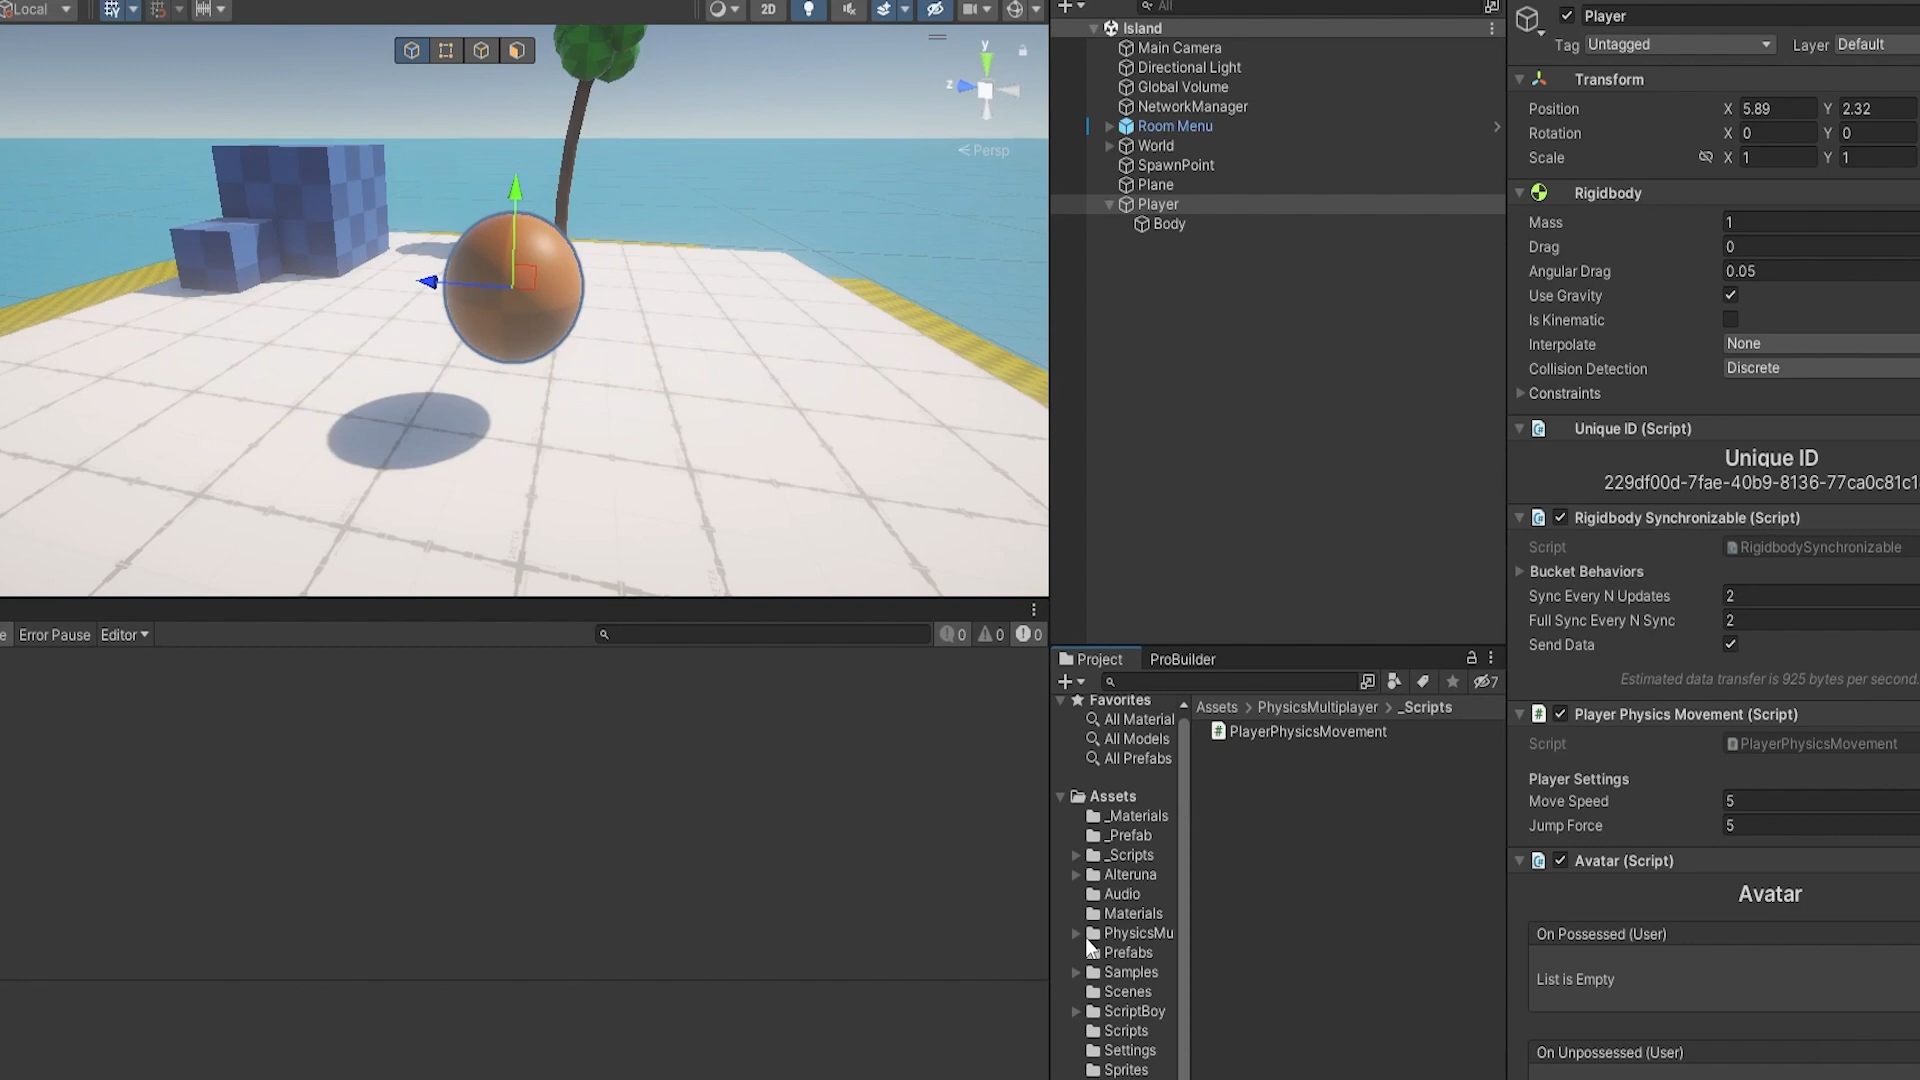 Local
2D
y
z
Persp
Error Pause
Editor
0
0
0
All
Island
Main Camera
Directional Light
Global Volume
NetworkManager
Room Menu
World
SpawnPoint
Plane
Player
Body
Project
ProBuilder
7
Favorites
All Material
All Models
All Prefabs
Assets
_Materials
_Prefab
_Scripts
Alteruna
Audio
Materials
PhysicsMu
Prefabs
Samples
Scenes
ScriptBoy
Scripts
Settings
Sprites
Assets > PhysicsMultiplayer > _Scripts
PlayerPhysicsMovement
Player
Tag Untagged Layer Default
Transform
Position X 5.89 Y 2.32
Rotation X 0 Y 0
Scale X 1 Y 1
Rigidbody
Mass 1
Drag 0
Angular Drag 0.05
Use Gravity
Is Kinematic
Interpolate None
Collision Detection Discrete
Constraints
Unique ID (Script)
Unique ID
229df00d-7fae-40b9-8136-77ca0c81c1
Rigidbody Synchronizable (Script)
Script RigidbodySynchronizable
Bucket Behaviors
Sync Every N Updates 2
Full Sync Every N Sync 2
Send Data
Estimated data transfer is 925 bytes per second.
Player Physics Movement (Script)
Script PlayerPhysicsMovement
Player Settings
Move Speed 5
Jump Force 5
Avatar (Script)
Avatar
On Possessed (User)
List is Empty
On Unpossessed (User)